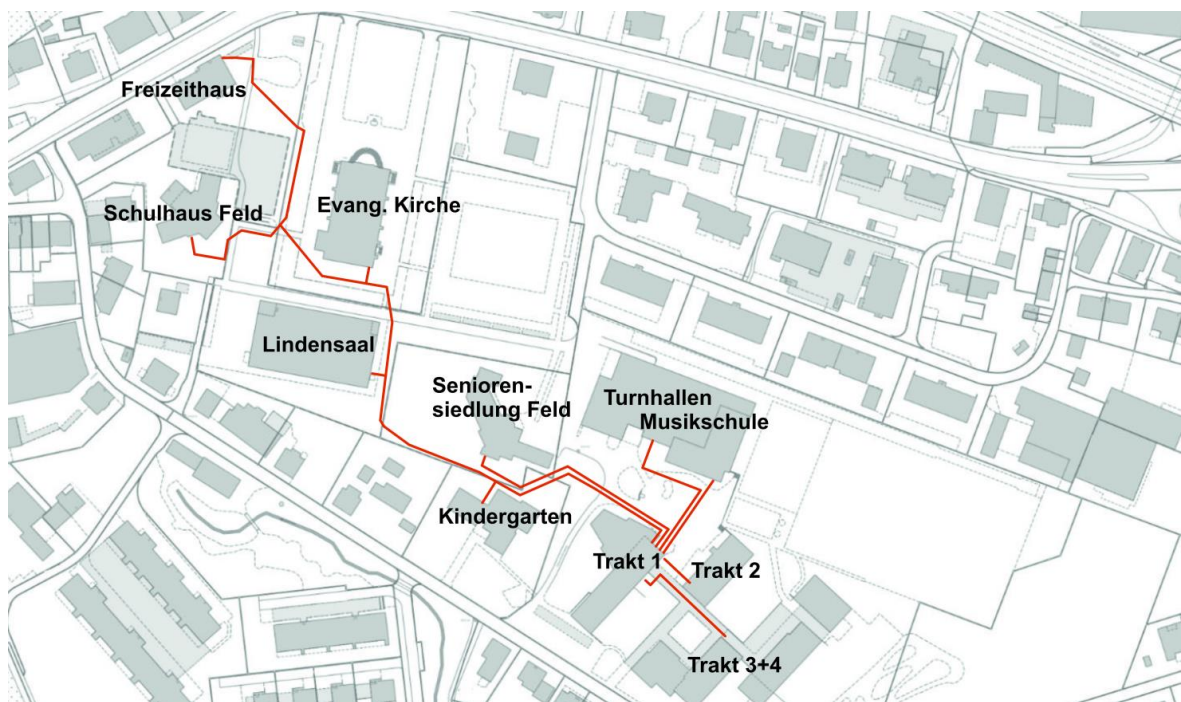 Freizeithaus
Schulhaus Feld
Evang. Kirche
Lindensaal
Senioren-
siedlung Feld
Turnhallen
Musikschule
Kindergarten
Trakt 1
Trakt 2
Trakt 3+4